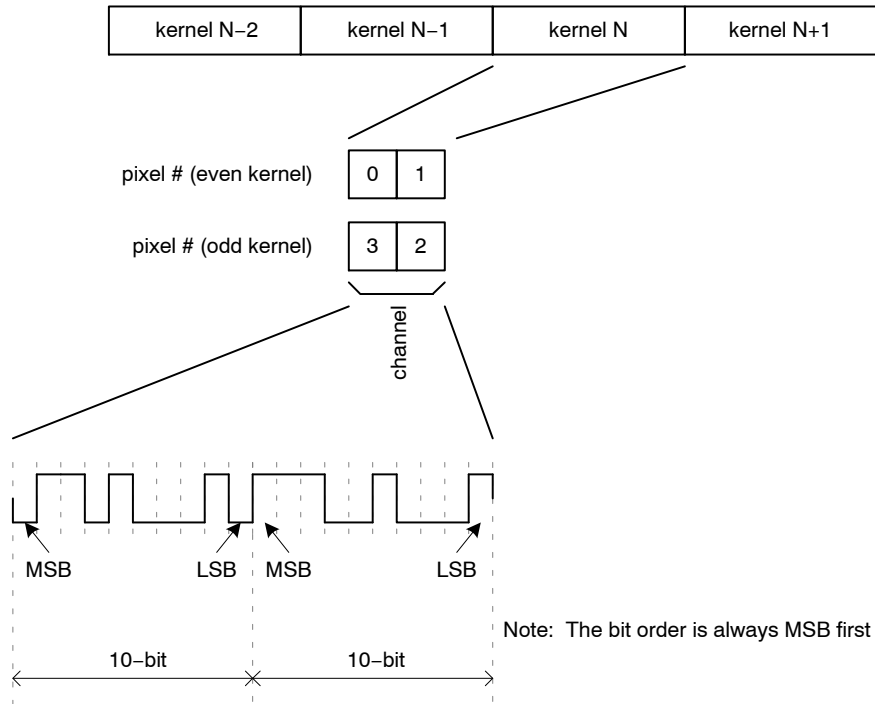 kernel N−2 kernel N−1 kernel N kernel N+1
pixel # (even kernel) 0 1
pixel # (odd kernel) 3 2
channel
MSB LSB MSB LSB
Note: The bit order is always MSB first
10−bit 10−bit